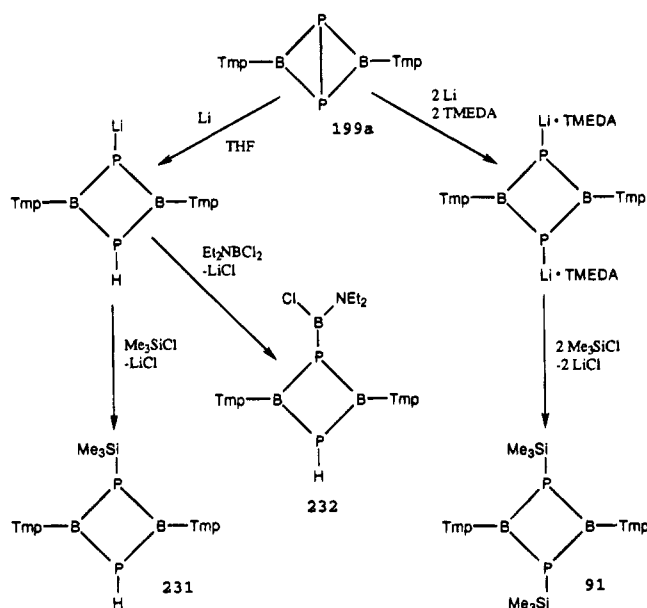 P
Tmp B B Tmp
P
199a
Li
THF
2 Li
2 TMEDA
Li
P
Tmp B B Tmp
P
H
Li • TMEDA
P
Tmp B B Tmp
P
Li • TMEDA
Et2NBCl2
-LiCl
Cl NEt2
B
P
Tmp B B Tmp
P
H
232
Me3SiCl
-LiCl
2 Me3SiCl
-2 LiCl
Me3Si
P
Tmp B B Tmp
P
H
231
Me3Si
P
Tmp B B Tmp
P
Me3Si
91